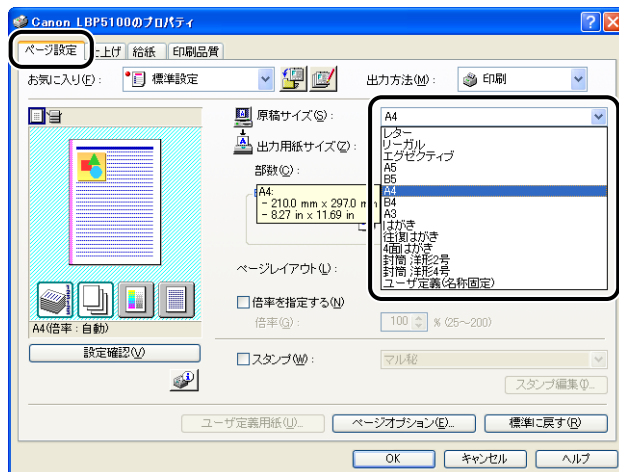 Canon LBP5100のプロパティ
ページ設定 上げ 給紙 印刷品質
お気に入り(F)： 標準設定 出力方法(M)： 印刷
原稿サイズ(S)： A4
出力用紙サイズ(Z)：
部数(C)：
レター
リーガル
エグゼクティブ
A5
B5
A4
B4
A3
はがき
往復はがき
4面はがき
封筒 洋形2号
封筒 洋形4号
ユーザ定義(名称固定)
A4:
- 210.0 mm x 297.0 m
- 8.27 in x 11.69 in
ページレイアウト(L)：
倍率を指定する(N)
倍率(G)： 100 % (25～200)
A4(倍率：自動)
設定確認(V)
スタンプ(W)： マル秘
スタンプ編集(I)...
ユーザ定義用紙(U)... ページオプション(E)... 標準に戻す(R)
OK キャンセル ヘルプ